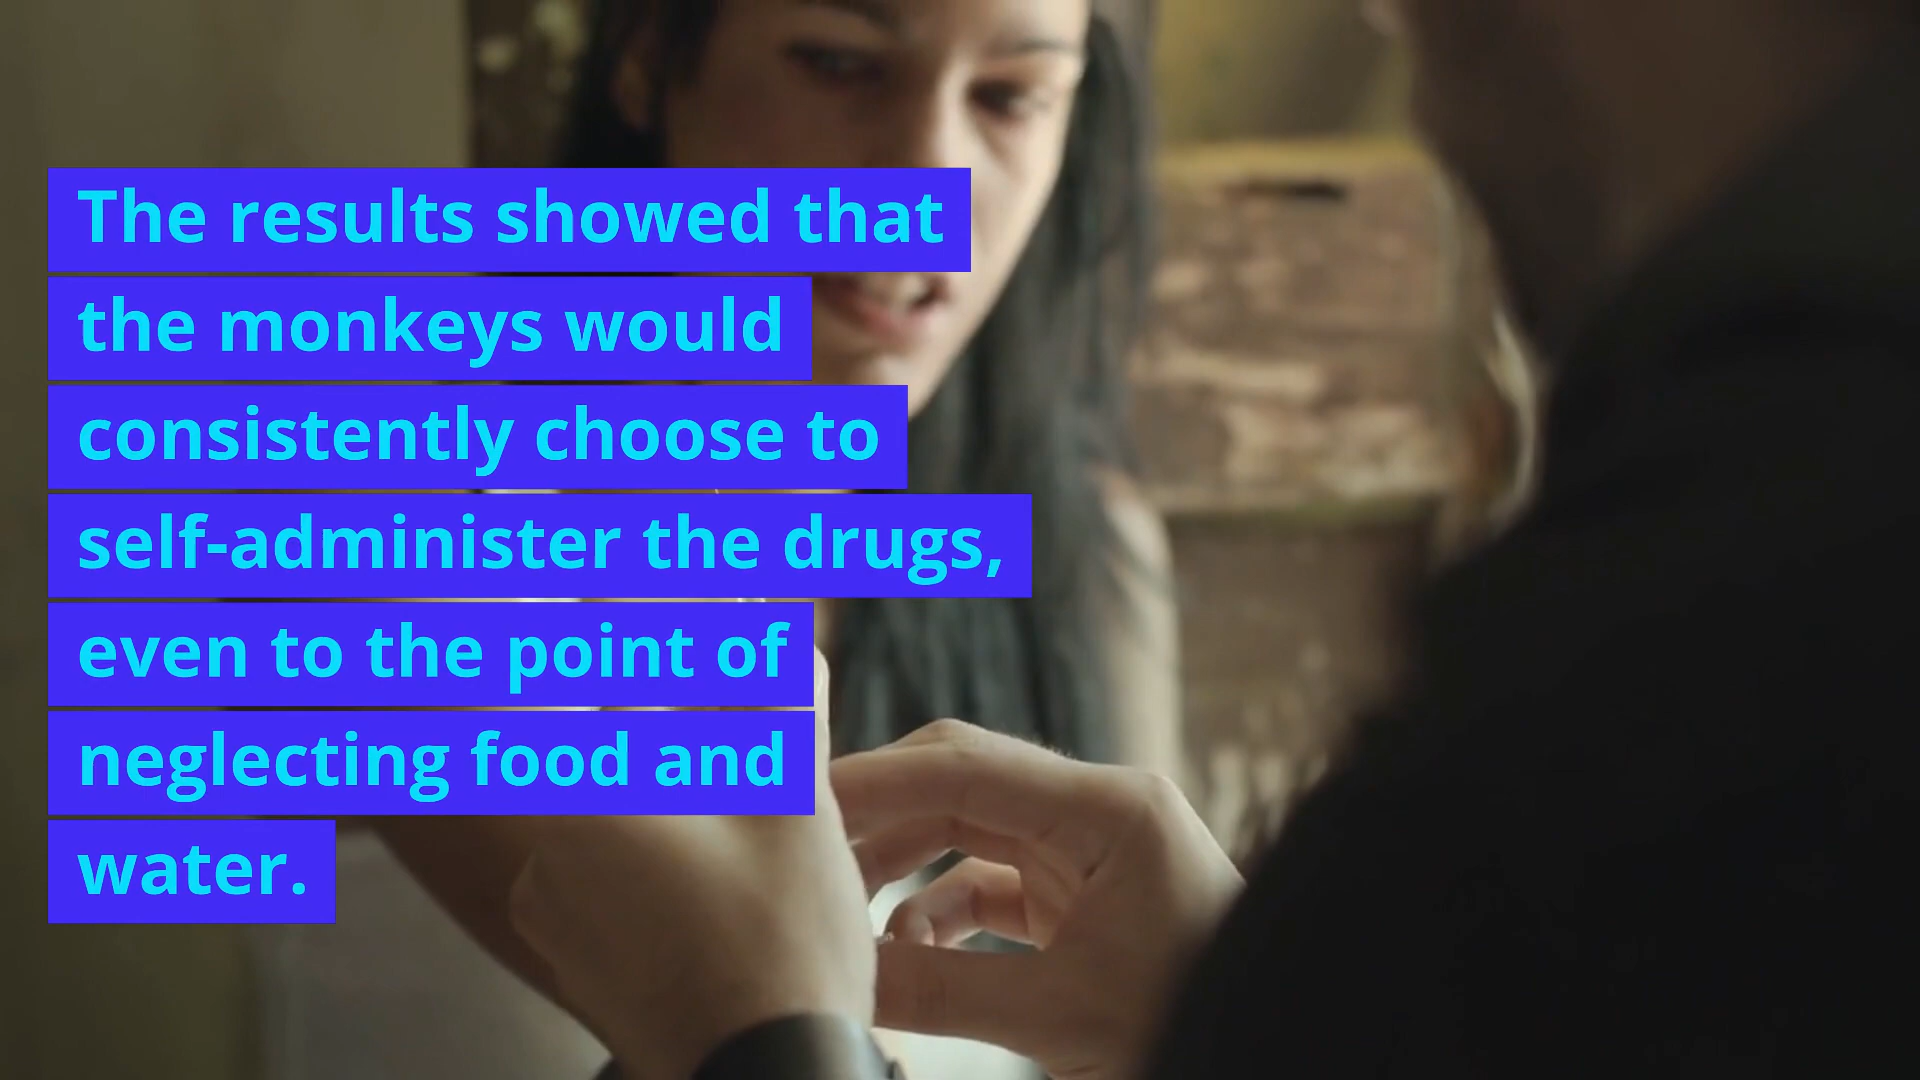 The results showed that
the monkeys would
consistently choose to
self-administer the drugs,
even to the point of
neglecting food and
water.